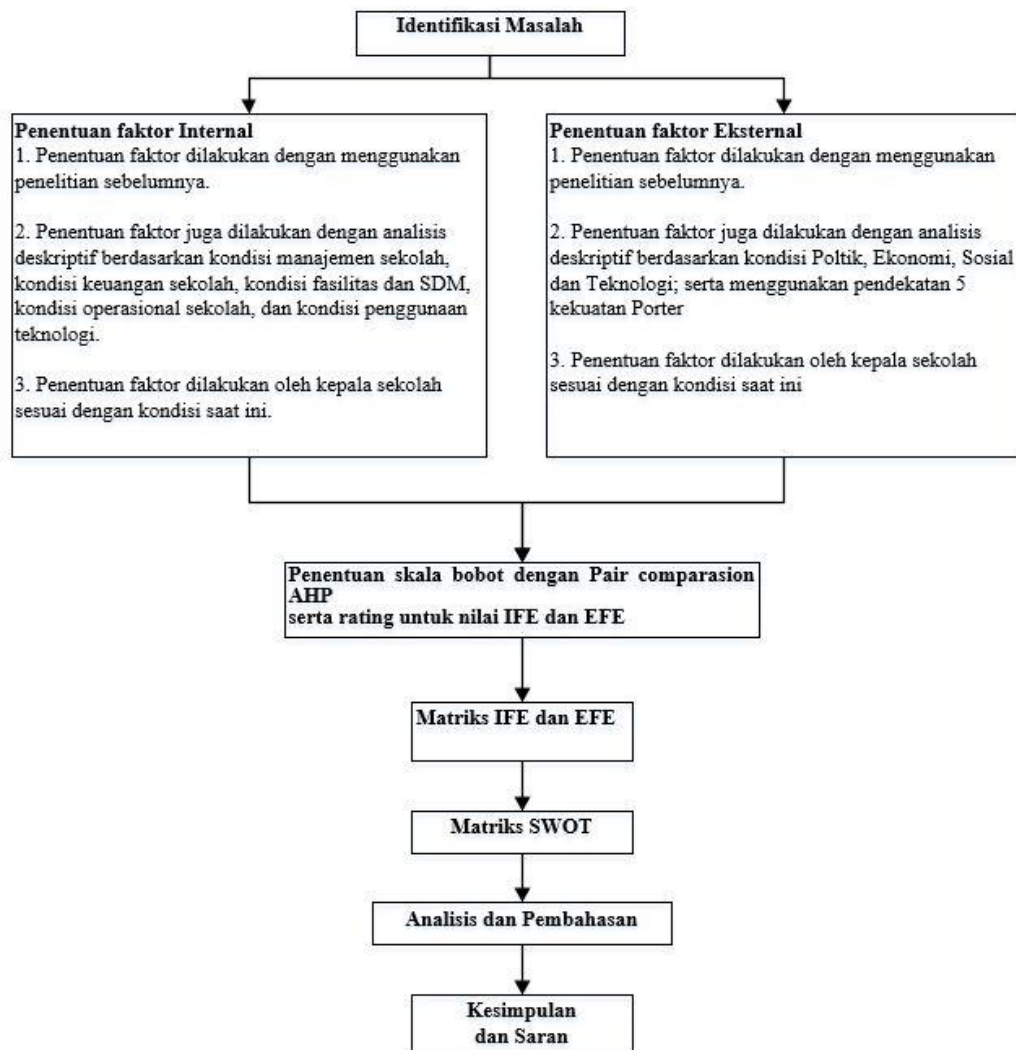 Identifikasi Masalah
Penentuan faktor Internal
1. Penentuan faktor dilakukan dengan menggunakan
penelitian sebelumnya.
2. Penentuan faktor juga dilakukan dengan analisis
deskriptif berdasarkan kondisi manajemen sekolah,
kondisi keuangan sekolah, kondisi fasilitas dan SDM,
kondisi operasional sekolah, dan kondisi penggunaan
teknologi.
3. Penentuan faktor dilakukan oleh kepala sekolah
sesuai dengan kondisi saat ini.
Penentuan faktor Eksternal
1. Penentuan faktor dilakukan dengan menggunakan
penelitian sebelumnya.
2. Penentuan faktor juga dilakukan dengan analisis
deskriptif berdasarkan kondisi Poltik, Ekonomi, Sosial
dan Teknologi; serta menggunakan pendekatan 5
kekuatan Porter
3. Penentuan faktor dilakukan oleh kepala sekolah
sesuai dengan kondisi saat ini
Penentuan skala bobot dengan Pair comparasion
AHP
serta rating untuk nilai IFE dan EFE
Matriks IFE dan EFE
Matriks SWOT
Analisis dan Pembahasan
Kesimpulan
dan Saran